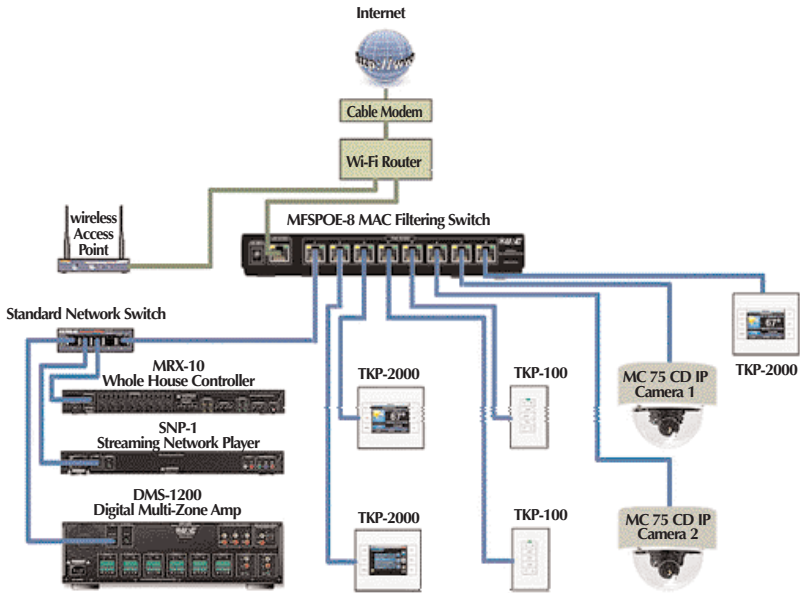 Internet
http://www
Cable Modem
Wi-Fi Router
wireless
Access
Point
MFSPOE-8 MAC Filtering Switch
Standard Network Switch
MRX-10
Whole House Controller
SNP-1
Streaming Network Player
DMS-1200
Digital Multi-Zone Amp
TKP-2000
TKP-100
MC 75 CD IP
Camera 1
TKP-2000
TKP-2000
TKP-100
MC 75 CD IP
Camera 2